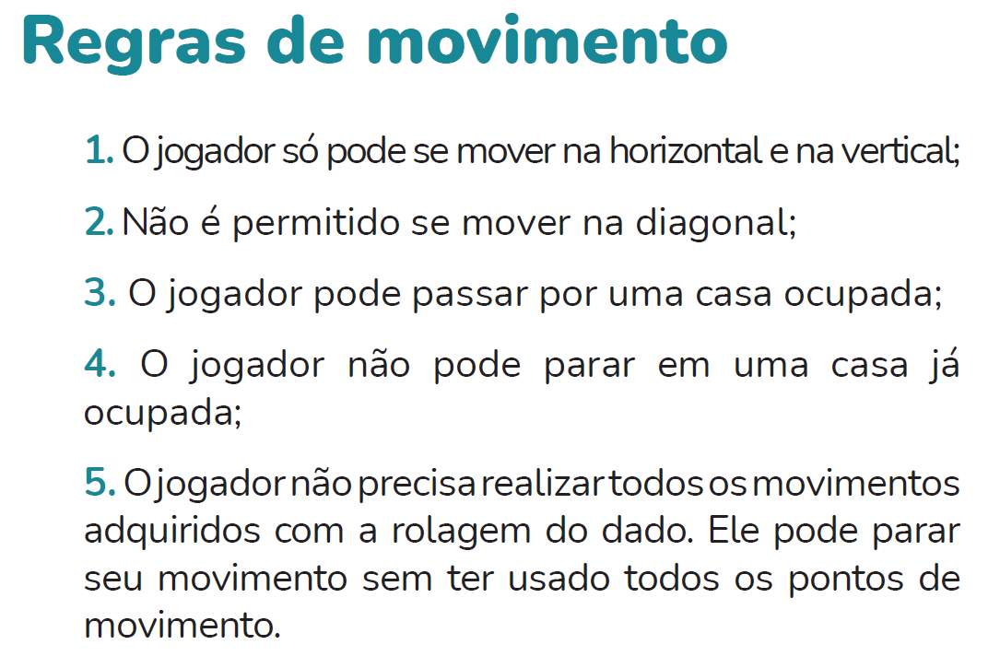 Regras de movimento
1. O jogador só pode se mover na horizontal e na vertical;
2. Não é permitido se mover na diagonal;
3. O jogador pode passar por uma casa ocupada;
4. O jogador não pode parar em uma casa já
ocupada;
5. O jogador não precisa realizar todos os movimentos
adquiridos com a rolagem do dado. Ele pode parar
seu movimento sem ter usado todos os pontos de
movimento.